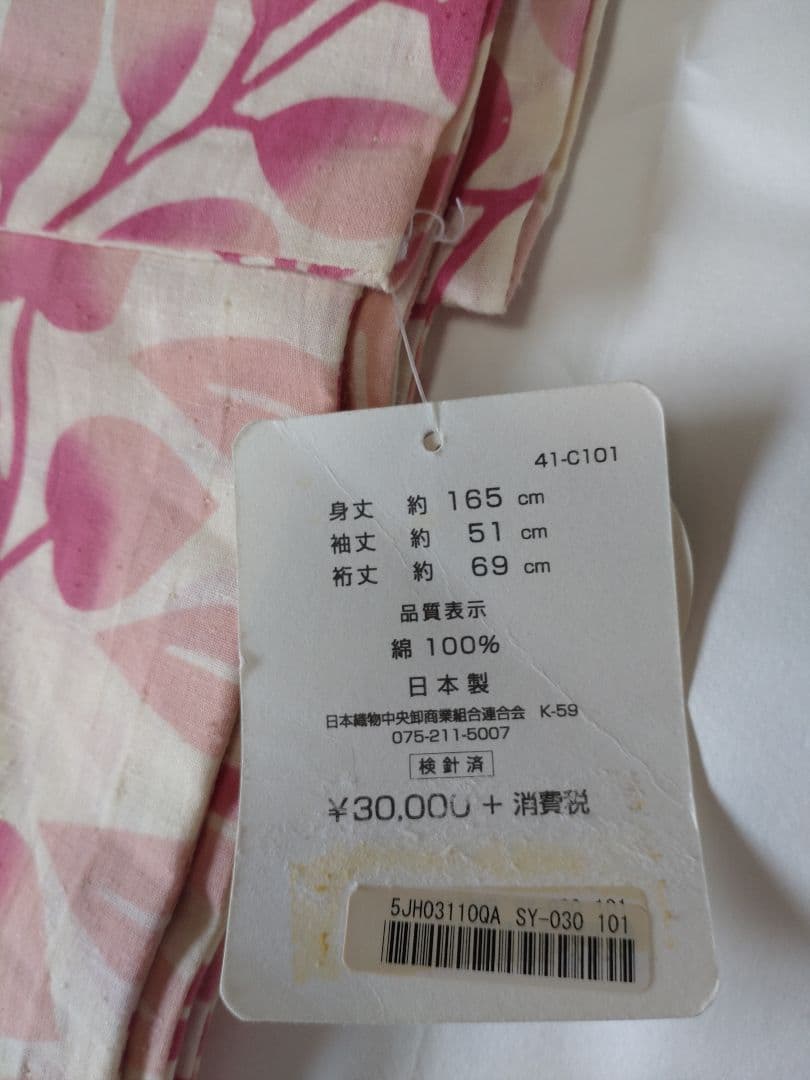 41-C101
身丈 約 165 cm
袖丈 約 51 cm
裄丈 約 69 cm
品質表示
綿 100%
日本製
日本織物中央卸商業組合連合会 K-59
075-211-5007
検針済
¥30,000 + 消費税
5JH03110QA SY-030 101